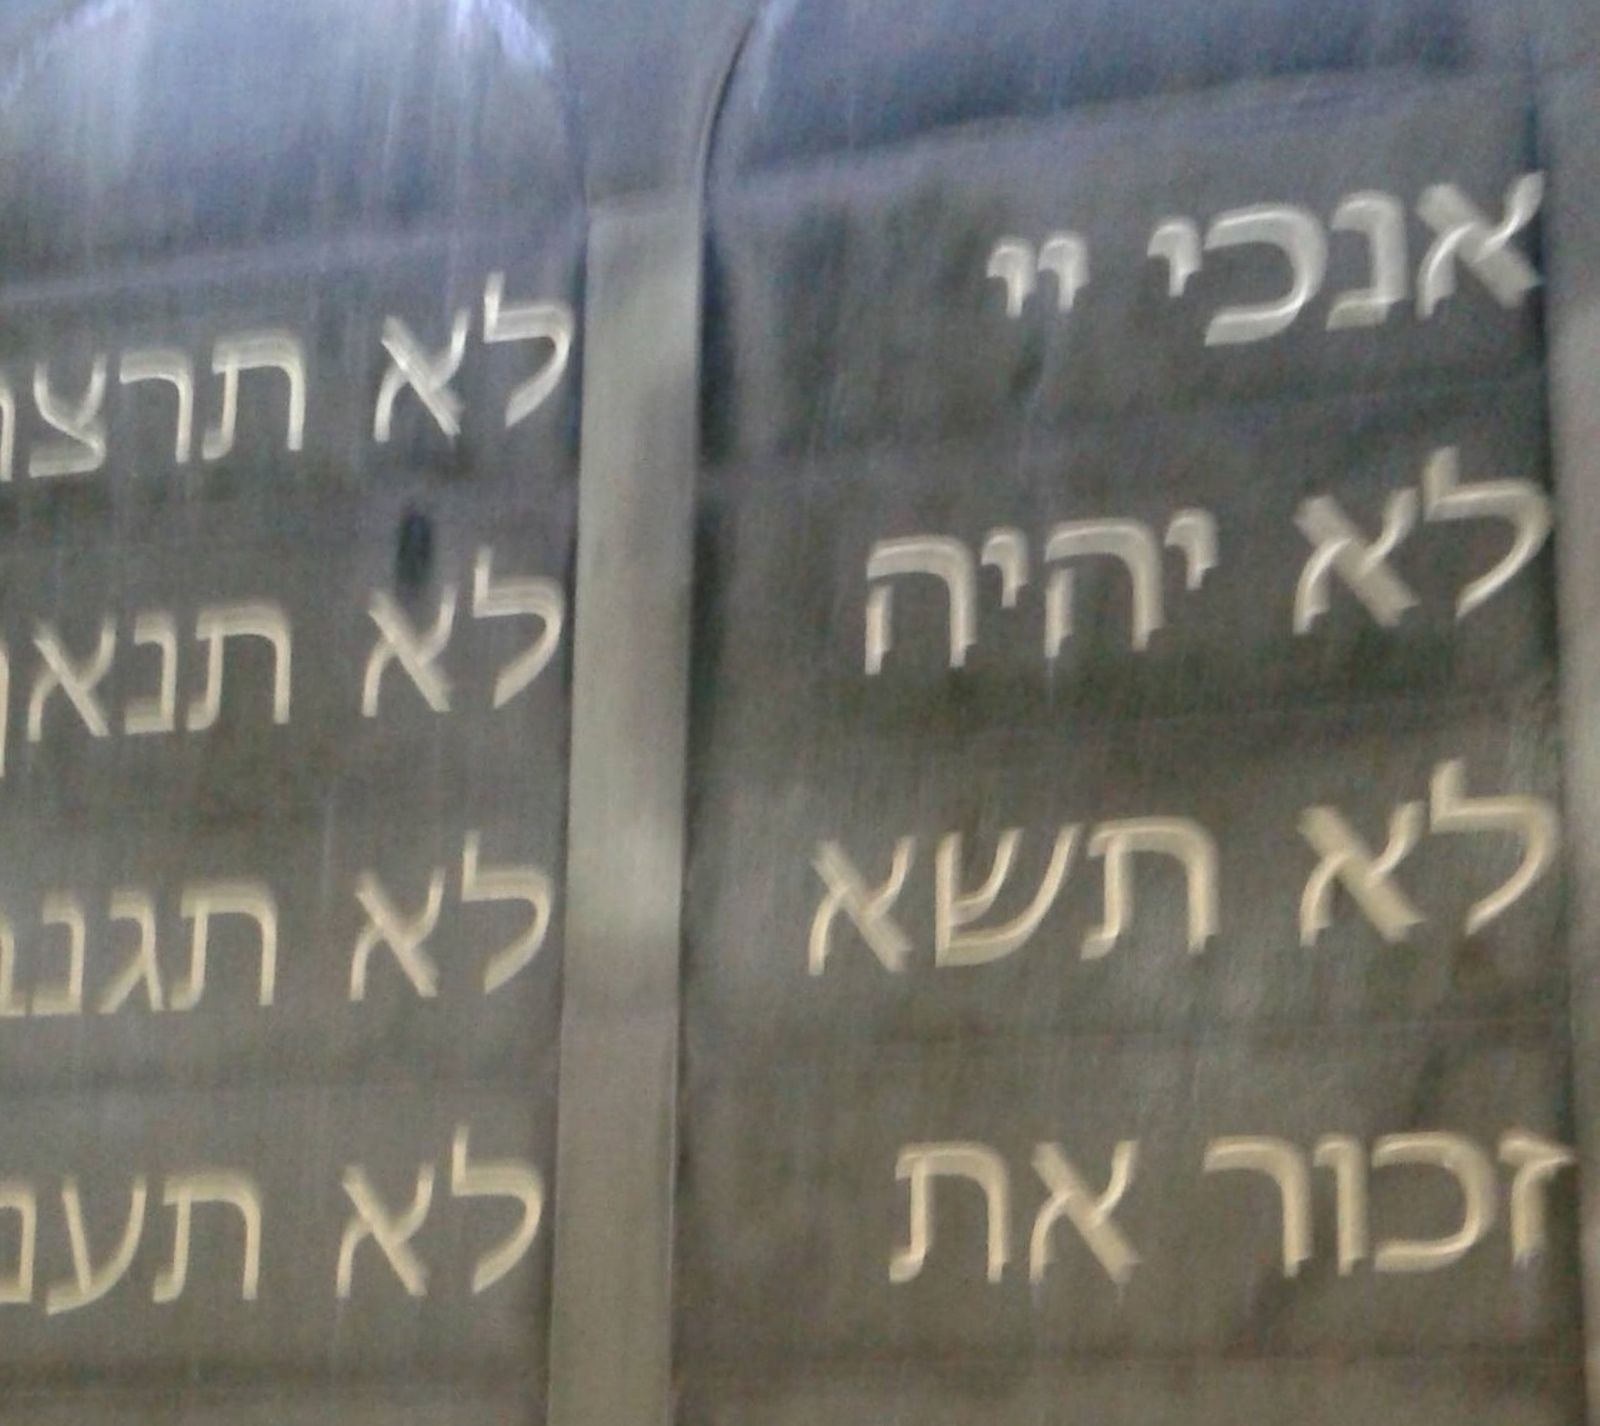 אנכי יי
לא יהיה
לא תשא
זכור את
לא
לא
לא
לא